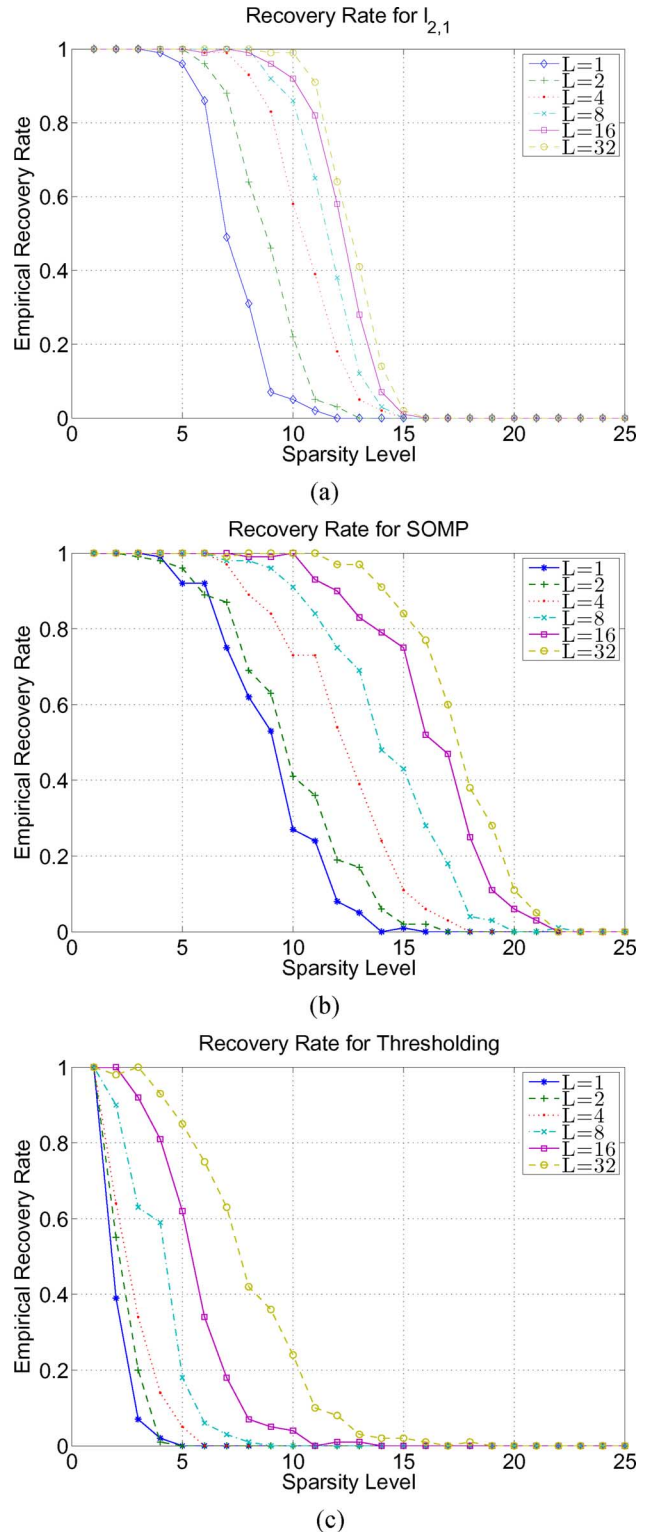 Recovery Rate for l2,1
Empirical Recovery Rate
1
0.8
0.6
0.4
0.2
0
0 5 10 15 20 25
Sparsity Level
L=1
L=2
L=4
L=8
L=16
L=32
(a)
Recovery Rate for SOMP
Empirical Recovery Rate
1
0.8
0.6
0.4
0.2
0
0 5 10 15 20 25
Sparsity Level
L=1
L=2
L=4
L=8
L=16
L=32
(b)
Recovery Rate for Thresholding
Empirical Recovery Rate
1
0.8
0.6
0.4
0.2
0
0 5 10 15 20 25
Sparsity Level
L=1
L=2
L=4
L=8
L=16
L=32
(c)